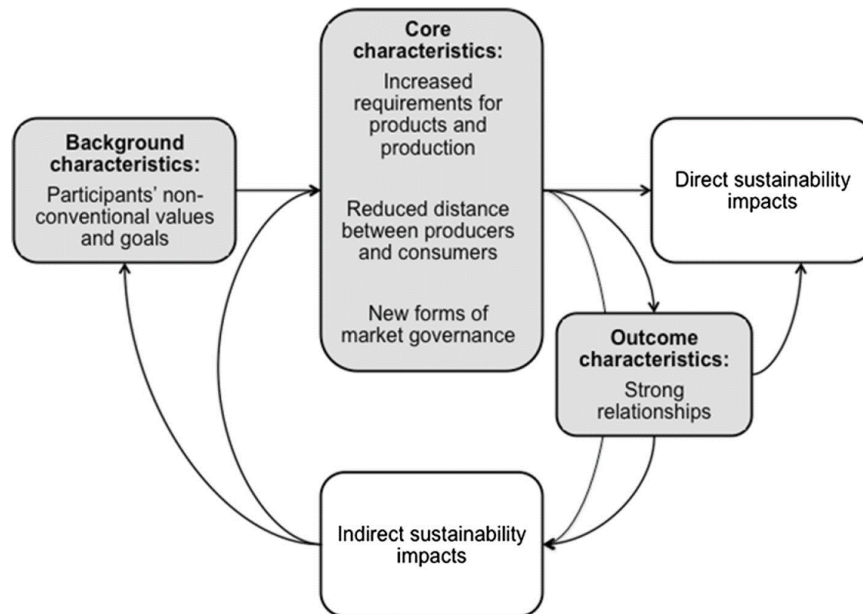 Core
characteristics:
Increased
requirements for
products and
production
Reduced distance
between producers
and consumers
New forms of
market governance
Background
characteristics:
Participants’ non-
conventional values
and goals
Direct sustainability
impacts
Outcome
characteristics:
Strong
relationships
Indirect sustainability
impacts